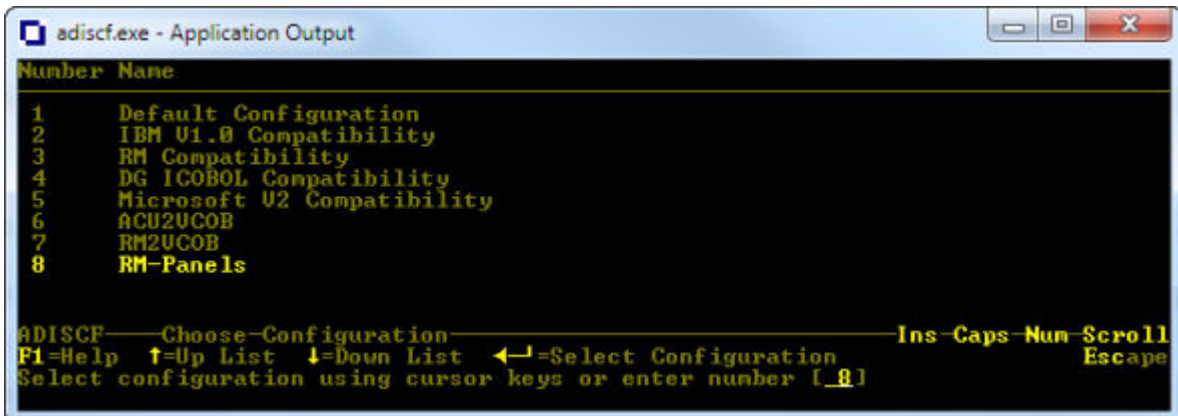 adiscf.exe - Application Output
Number Name
1 Default Configuration
2 IBM V1.0 Compatibility
3 RM Compatibility
4 DG ICOBOL Compatibility
5 Microsoft V2 Compatibility
6 ACU2VCOB
7 RM2VCOB
8 RM-Panels
ADISCF——Choose-Configuration——Ins-Caps-Num-Scroll
F1=Help ↑=Up List ↓=Down List ←┘=Select Configuration Escape
Select configuration using cursor keys or enter number [ 8]